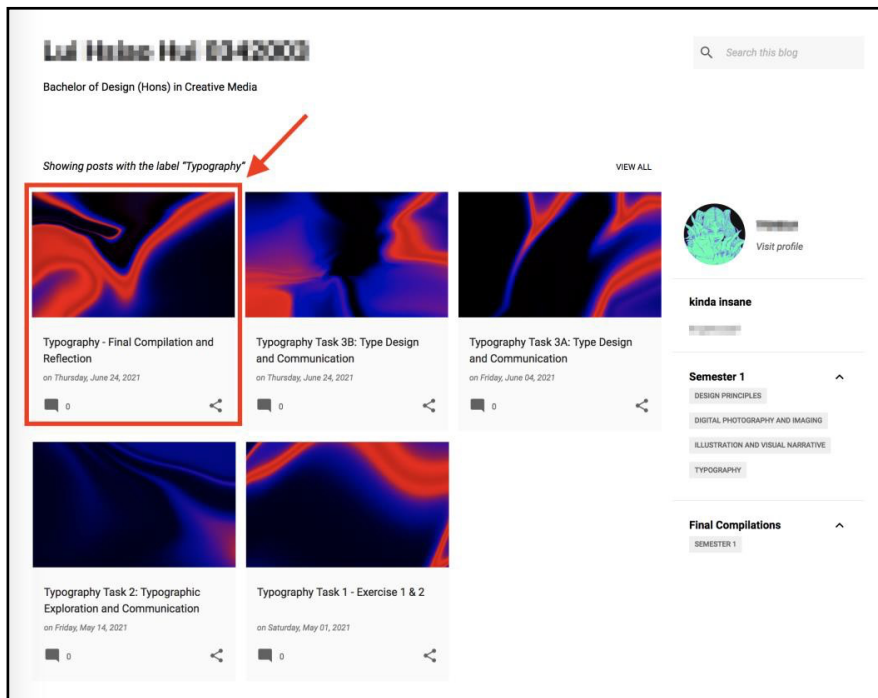 Bachelor of Design (Hons) in Creative Media
Search this blog
Showing posts with the label "Typography"
VIEW ALL
Typography - Final Compilation and
Reflection
on Thursday, June 24, 2021
0
Typography Task 3B: Type Design
and Communication
on Thursday, June 24, 2021
0
Typography Task 3A: Type Design
and Communication
on Friday, June 04, 2021
0
Typography Task 2: Typographic
Exploration and Communication
on Friday, May 14, 2021
0
Typography Task 1 - Exercise 1 & 2
on Saturday, May 01, 2021
0
Visit profile
kinda insane
Semester 1
DESIGN PRINCIPLES
DIGITAL PHOTOGRAPHY AND IMAGING
ILLUSTRATION AND VISUAL NARRATIVE
TYPOGRAPHY
Final Compilations
SEMESTER 1